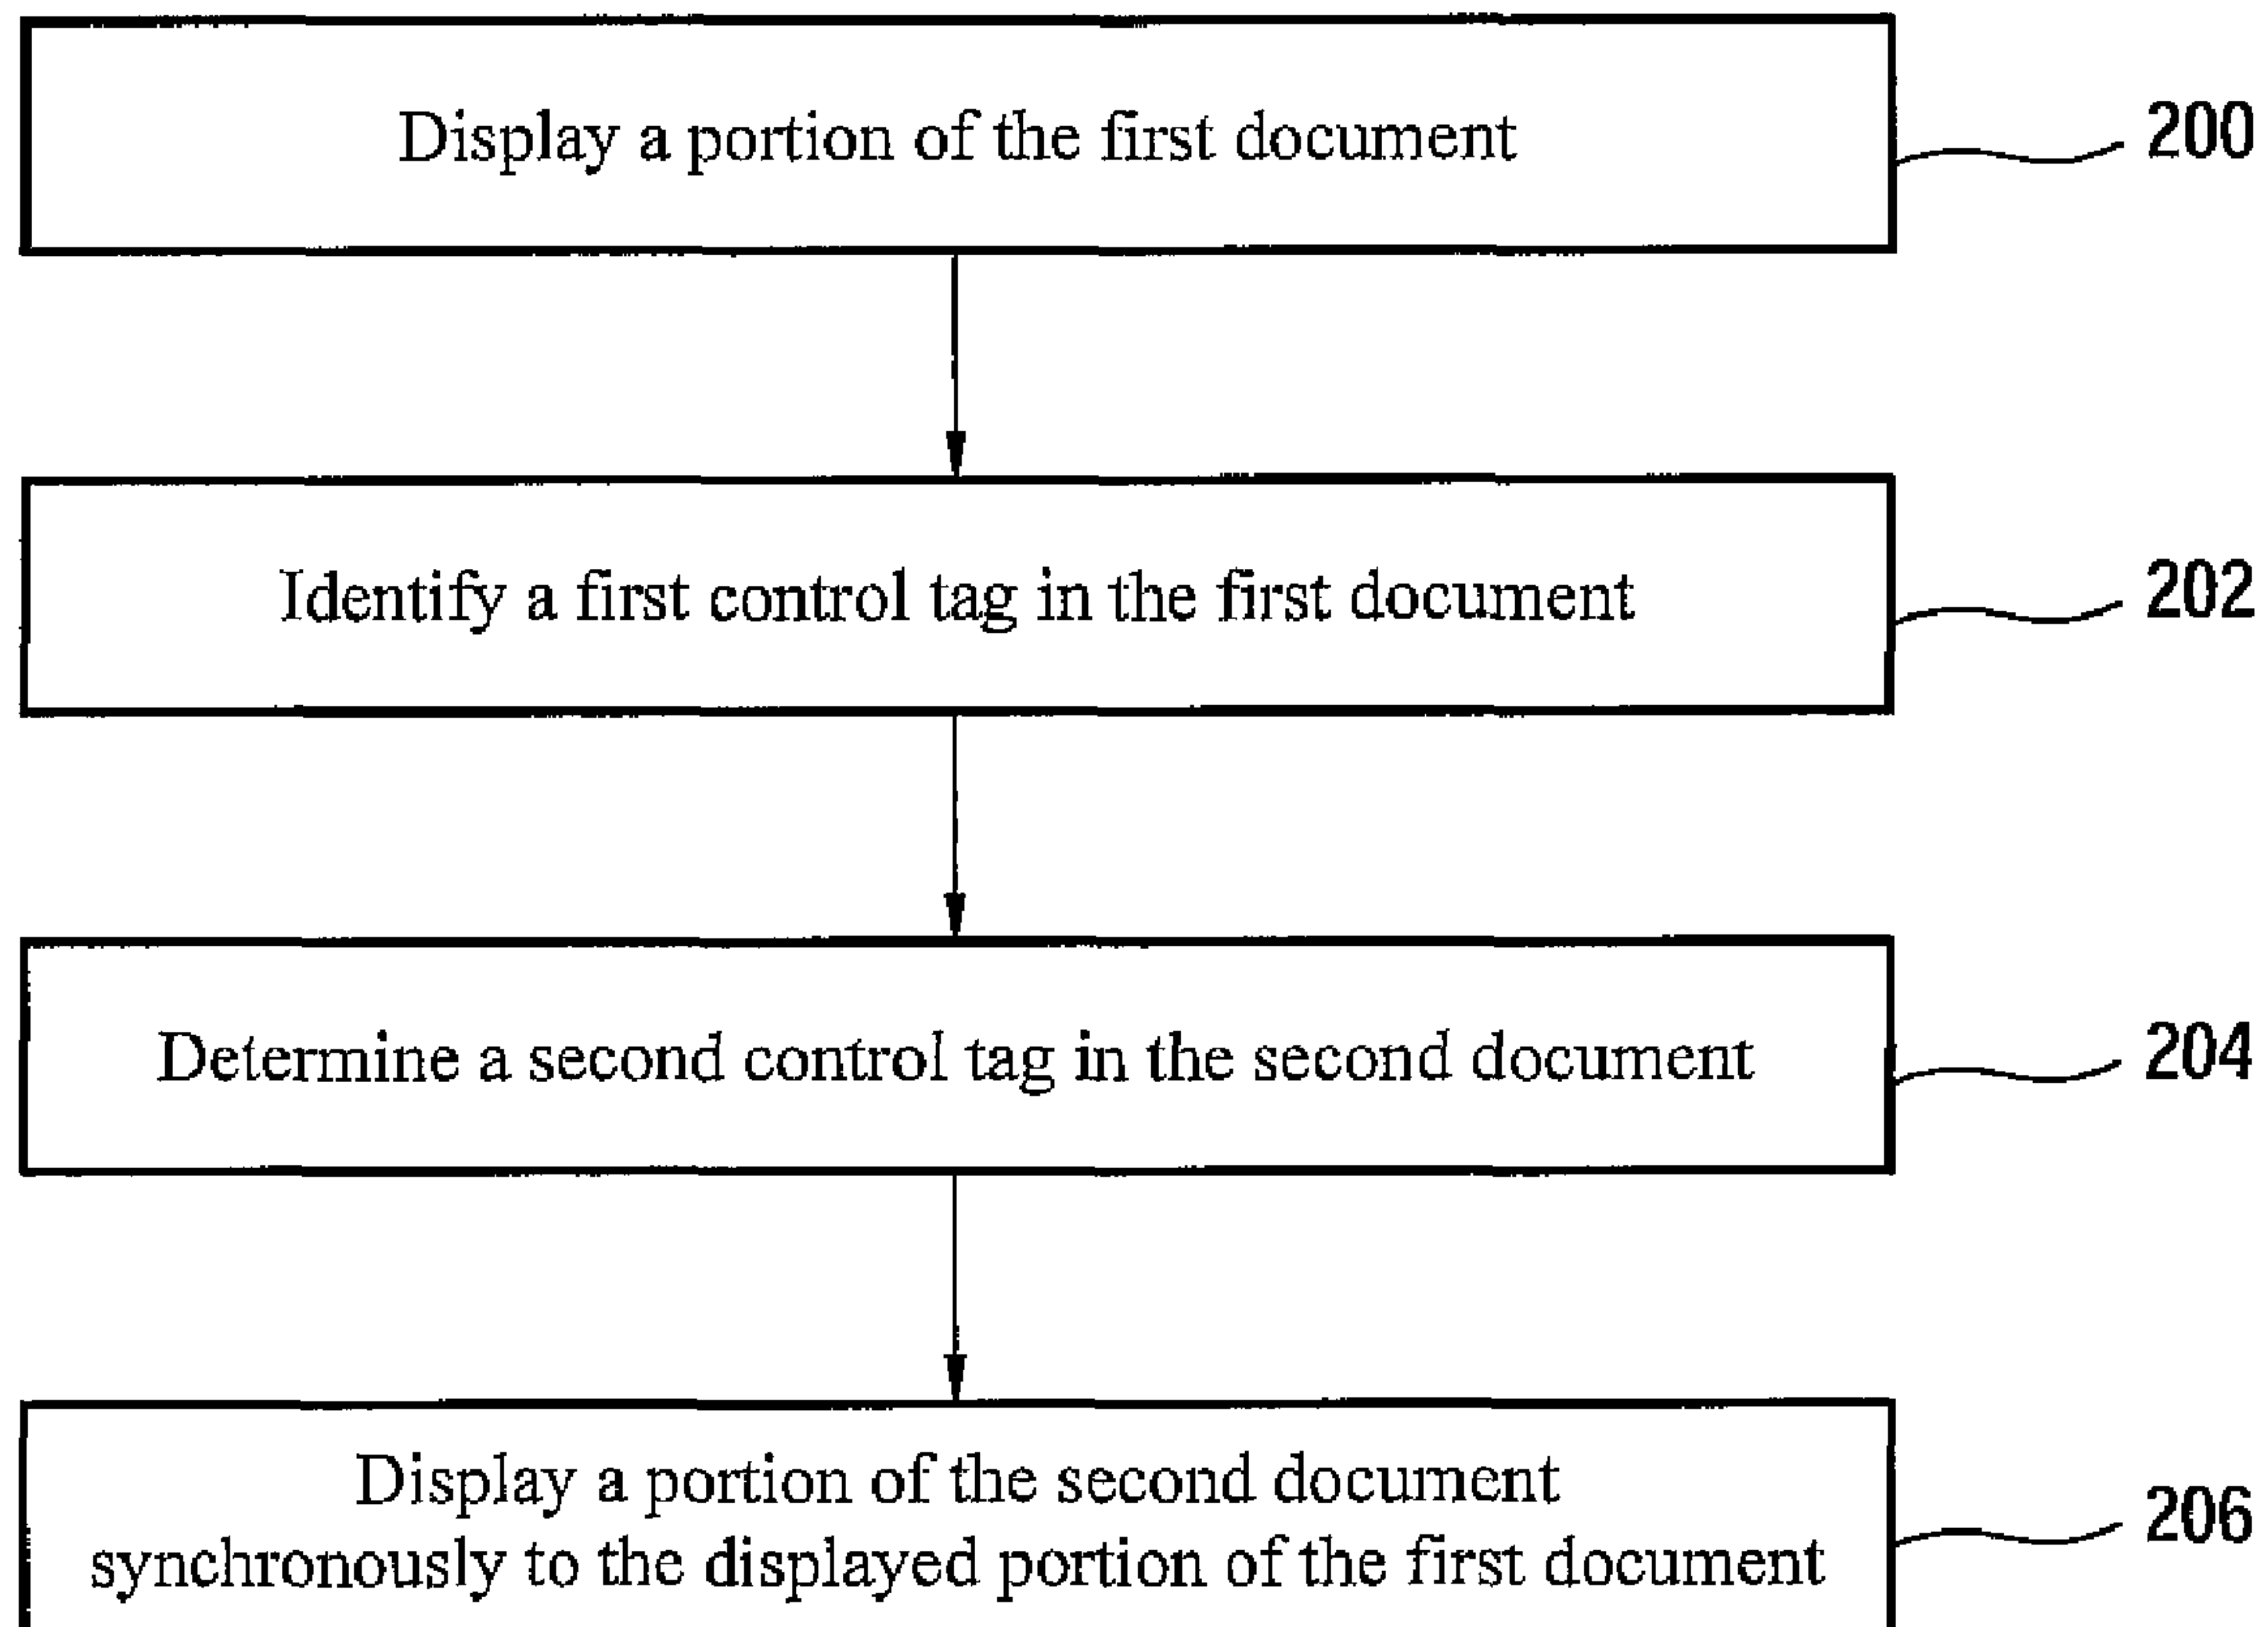 Display a portion of the first document
200
Identify a first control tag in the first document
202
Determine a second control tag in the second document
204
Display a portion of the second document
synchronously to the displayed portion of the first document
206